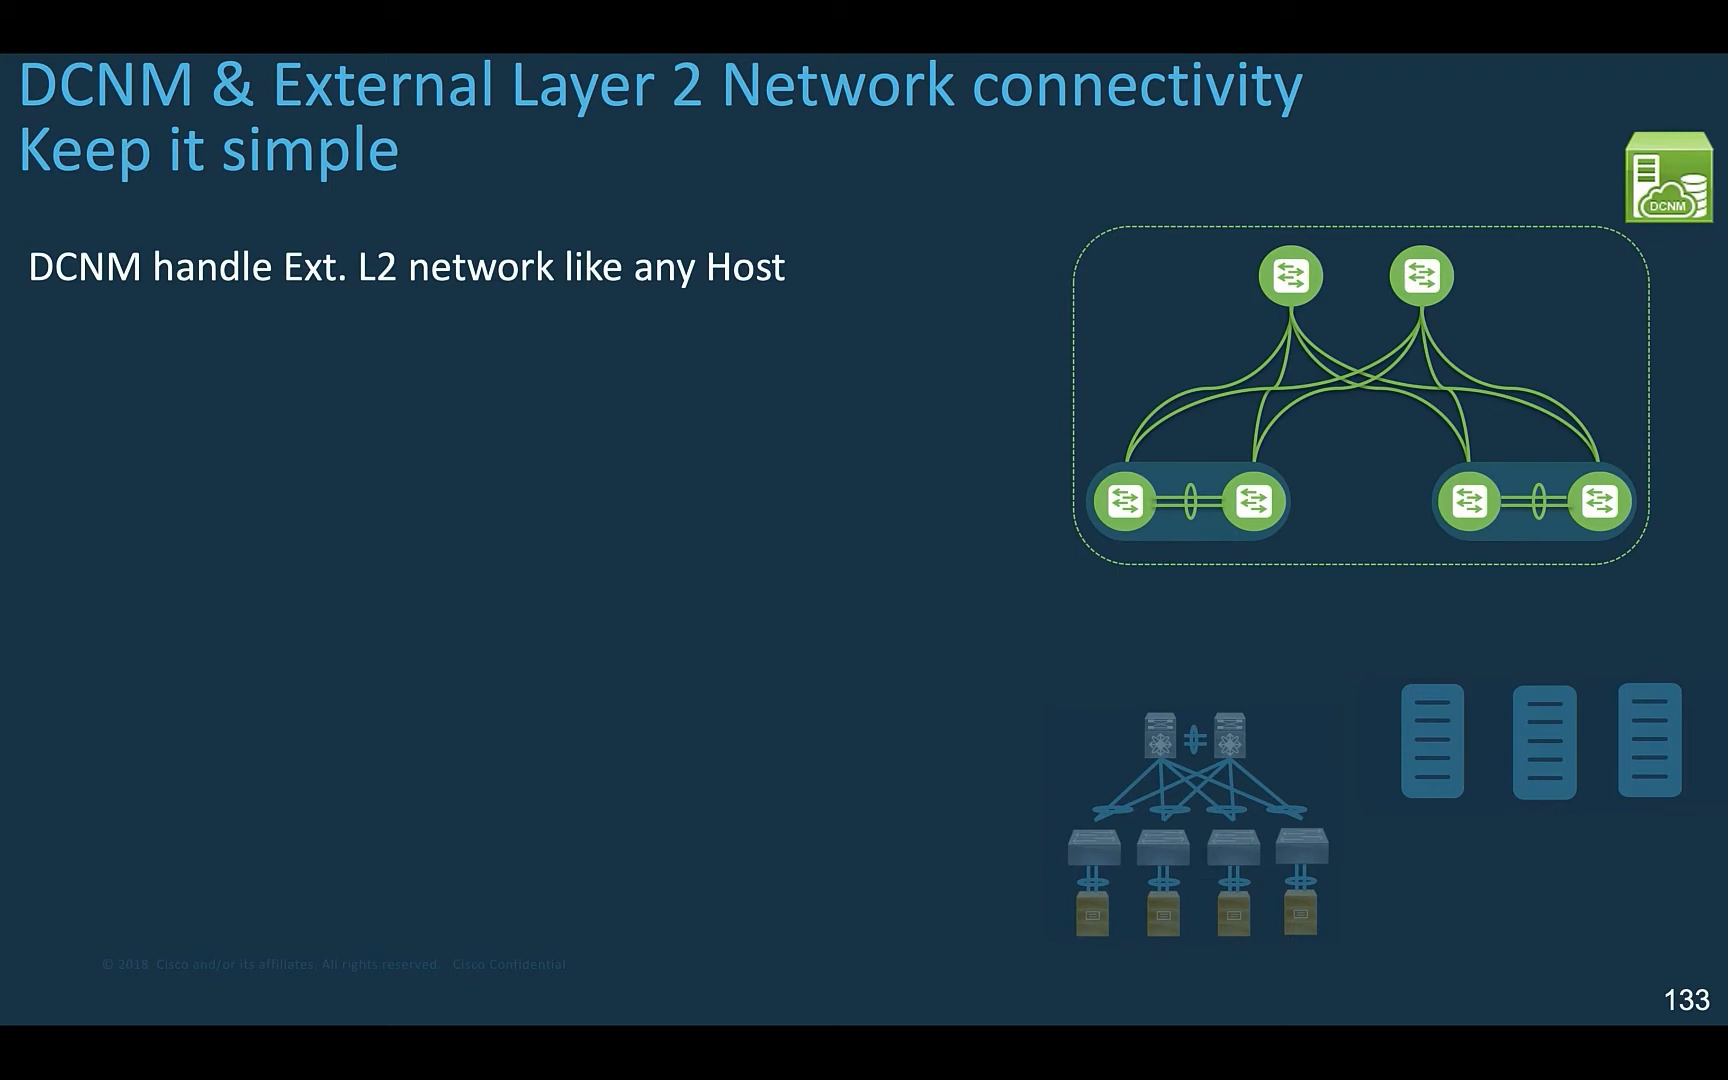 DCNM & External Layer 2 Network connectivity
Keep it simple
DCNM
DCNM handle Ext. L2 network like any Host
© 2018 Cisco and/or its affiliates. All rights reserved. Cisco Confidential
133